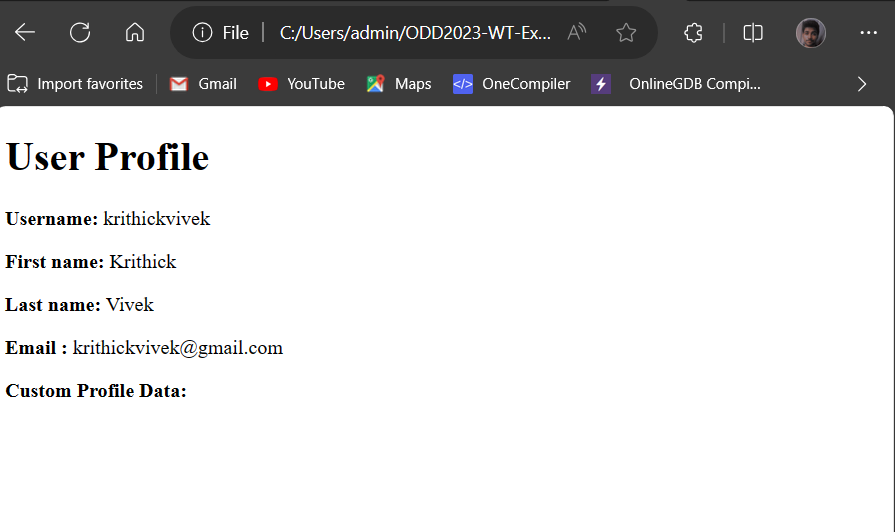 File | C:/Users/admin/ODD2023-WT-Ex...
Import favorites Gmail YouTube Maps </> OneCompiler OnlineGDB Compi...
User Profile
Username: krithickvivek
First name: Krithick
Last name: Vivek
Email : krithickvivek@gmail.com
Custom Profile Data: